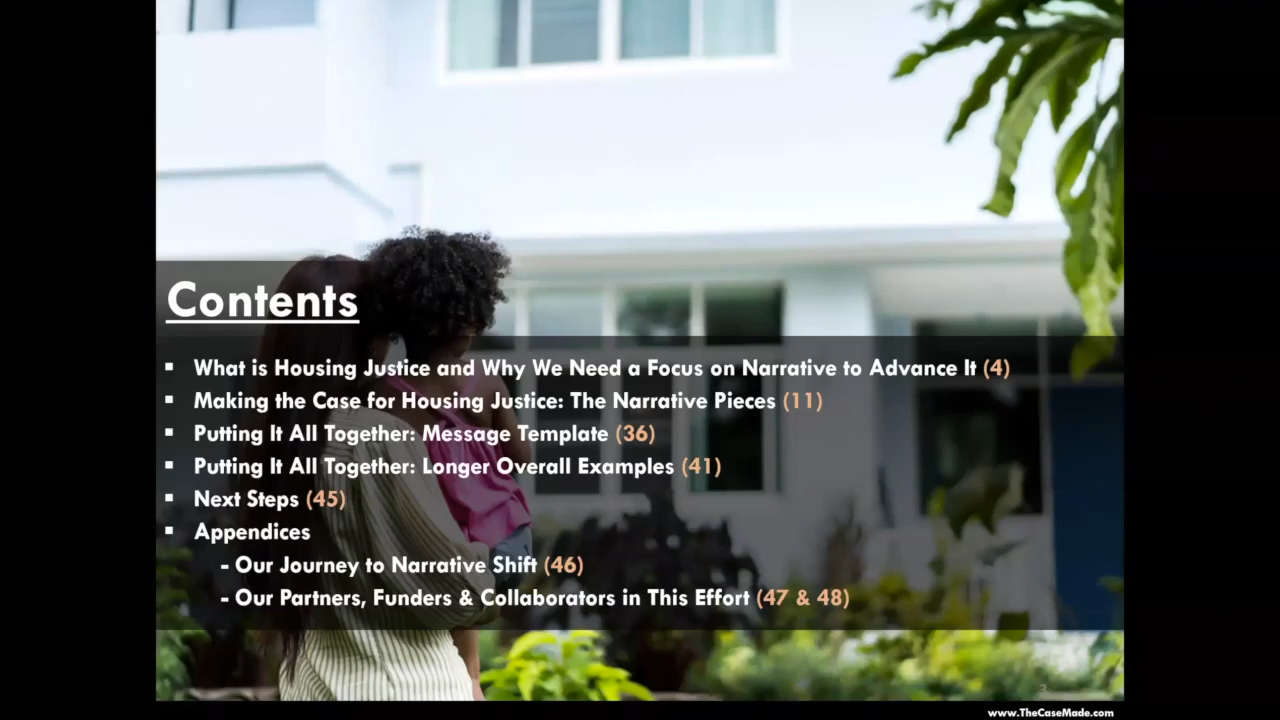 Contents
▪ What is Housing Justice and Why We Need a Focus on Narrative to Advance It (4)
▪ Making the Case for Housing Justice: The Narrative Pieces (11)
▪ Putting It All Together: Message Template (36)
▪ Putting It All Together: Longer Overall Examples (41)
▪ Next Steps (45)
▪ Appendices
- Our Journey to Narrative Shift (46)
- Our Partners, Funders & Collaborators in This Effort (47 & 48)
3
www.TheCaseMade.com